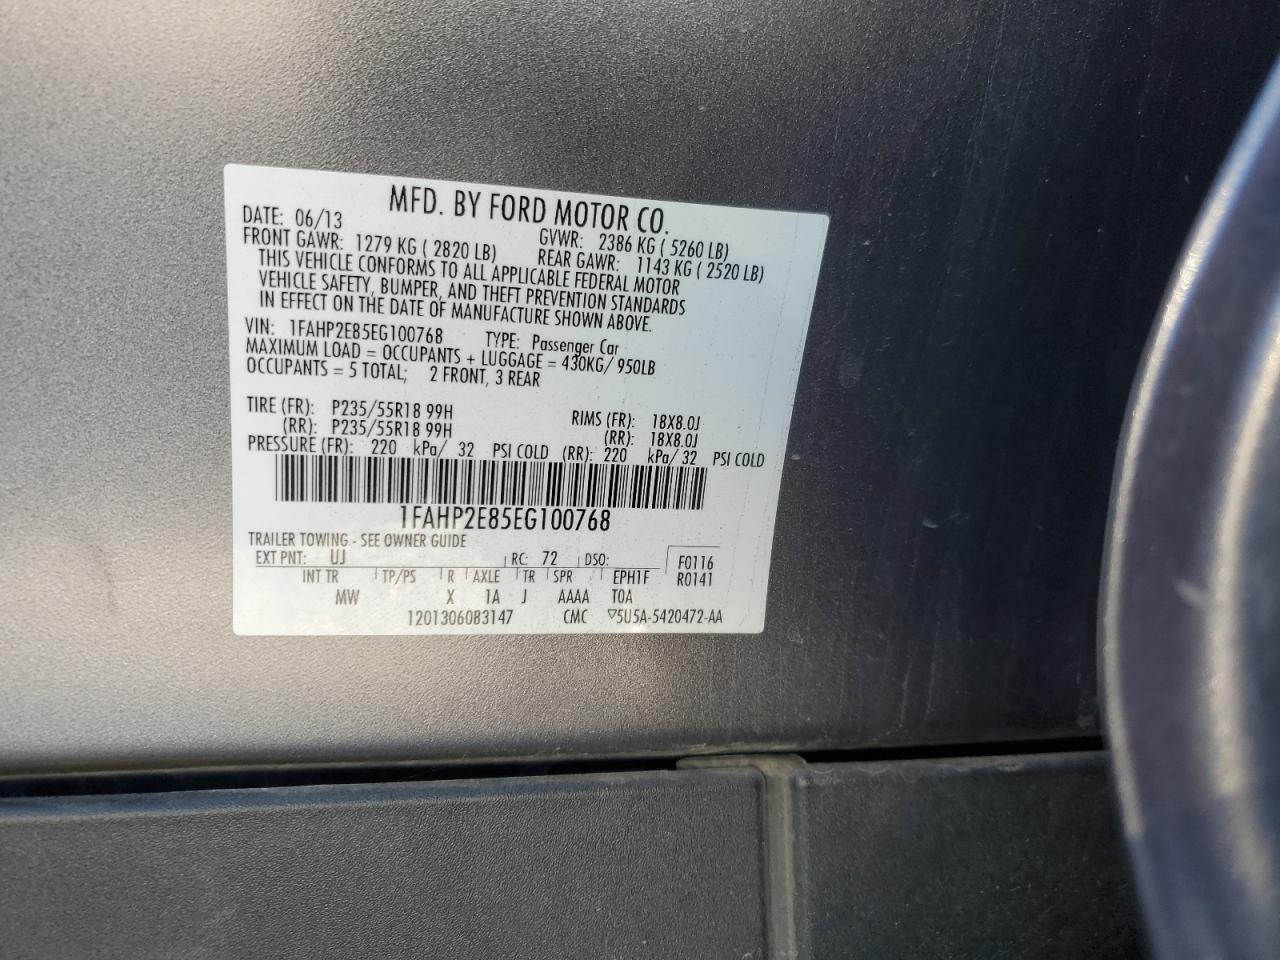 MFD. BY FORD MOTOR CO.
DATE: 06/13 GVWR: 2386 KG ( 5260 LB)
FRONT GAWR: 1279 KG ( 2820 LB) REAR GAWR: 1143 KG ( 2520 LB)
THIS VEHICLE CONFORMS TO ALL APPLICABLE FEDERAL MOTOR
VEHICLE SAFETY, BUMPER, AND THEFT PREVENTION STANDARDS
IN EFFECT ON THE DATE OF MANUFACTURE SHOWN ABOVE.
VIN: 1FAHP2E85EG100768 TYPE: Passenger Car
MAXIMUM LOAD = OCCUPANTS + LUGGAGE = 430KG/ 950LB
OCCUPANTS = 5 TOTAL; 2 FRONT, 3 REAR
TIRE (FR): P235/55R18 99H RIMS (FR): 18X8.0J
(RR): P235/55R18 99H (RR): 18X8.0J
PRESSURE (FR): 220 kPa/ 32 PSI COLD (RR): 220 kPa/ 32 PSI COLD
1FAHP2E85EG100768
TRAILER TOWING - SEE OWNER GUIDE
EXT PNT: UJ RC: 72 DSO: F0116
INT TR TP/PS R AXLE TR SPR EPH1F R0141
MW X 1A J AAAA TOA
1201306083147 CMC ▽5U5A-5420472-AA